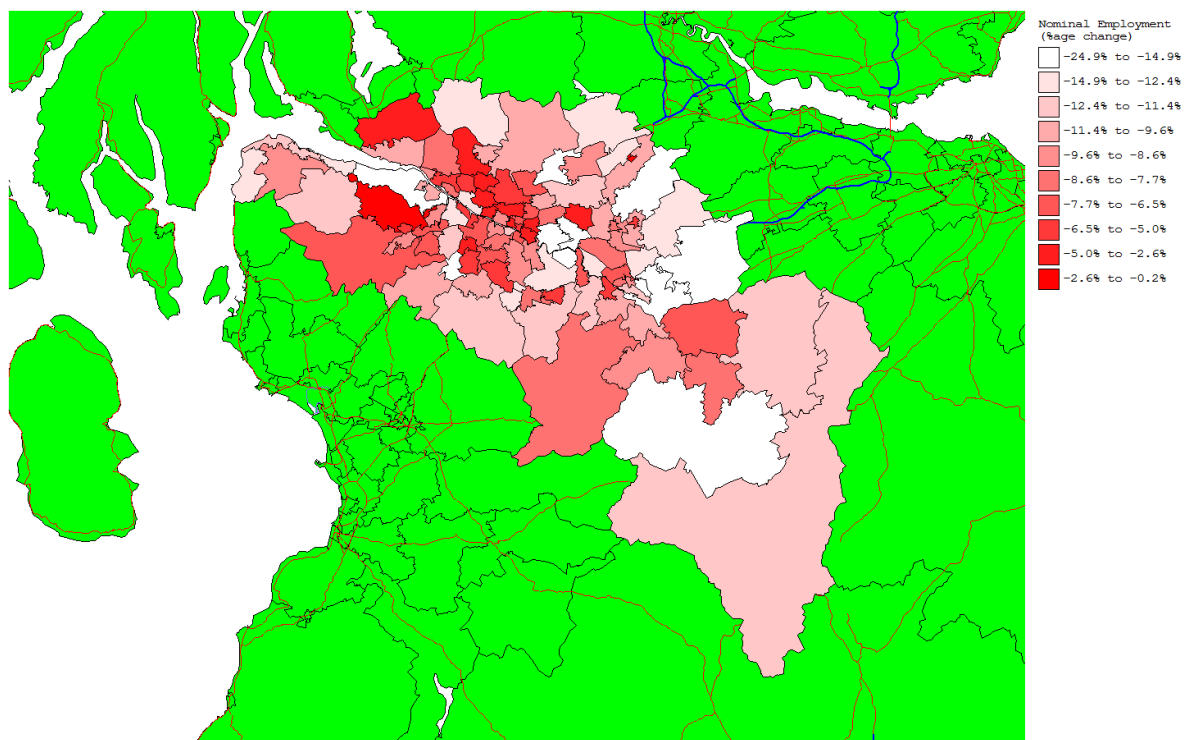 Nominal Employment
(%age change)
-24.9% to -14.9%
-14.9% to -12.4%
-12.4% to -11.4%
-11.4% to -9.6%
-9.6% to -8.6%
-8.6% to -7.7%
-7.7% to -6.5%
-6.5% to -5.0%
-5.0% to -2.6%
-2.6% to -0.2%